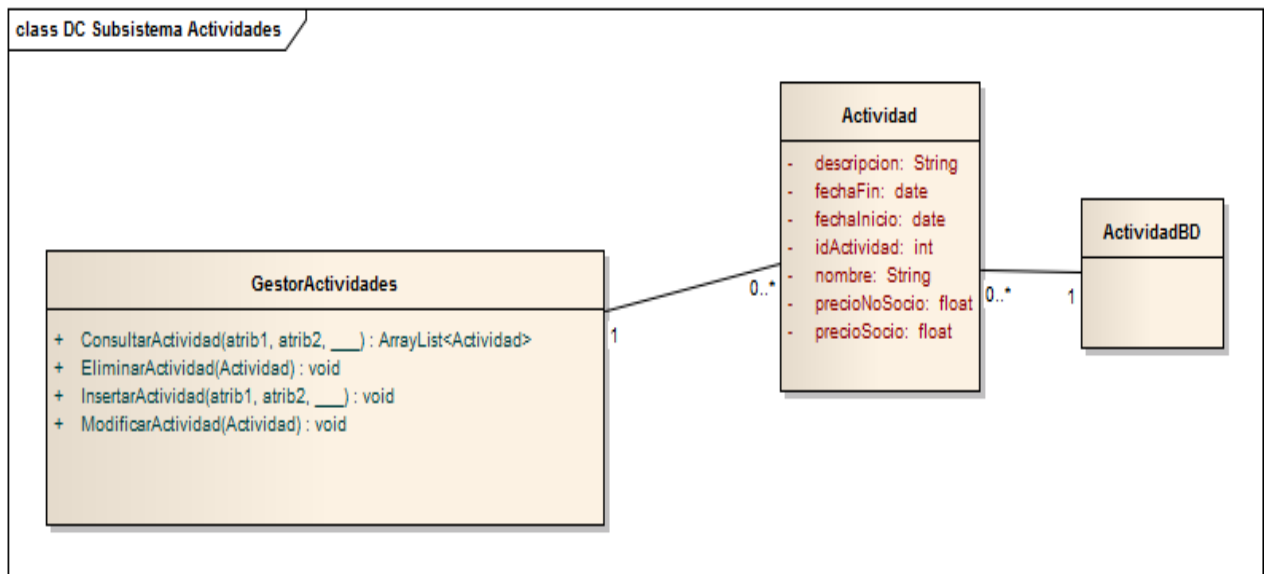 class DC Subsistema Actividades
GestorActividades
+ ConsultarActividad(atrib1, atrib2, ___) : ArrayList<Actividad>
+ EliminarActividad(Actividad) : void
+ InsertarActividad(atrib1, atrib2, ___) : void
+ ModificarActividad(Actividad) : void
1
0..*
Actividad
- descripcion: String
- fechaFin: date
- fechaInicio: date
- idActividad: int
- nombre: String
- precioNoSocio: float
- precioSocio: float
0..*
1
ActividadBD